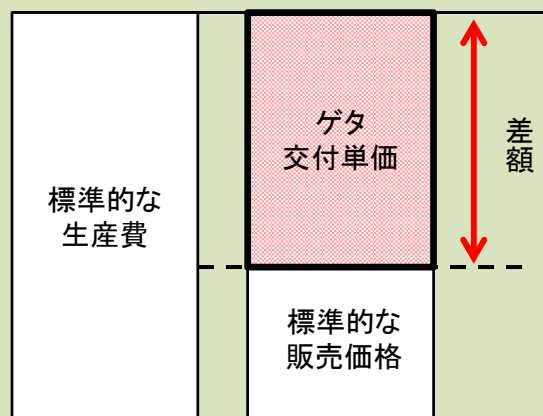 標準的な
生産費
ゲタ
交付単価
標準的な
販売価格
差額